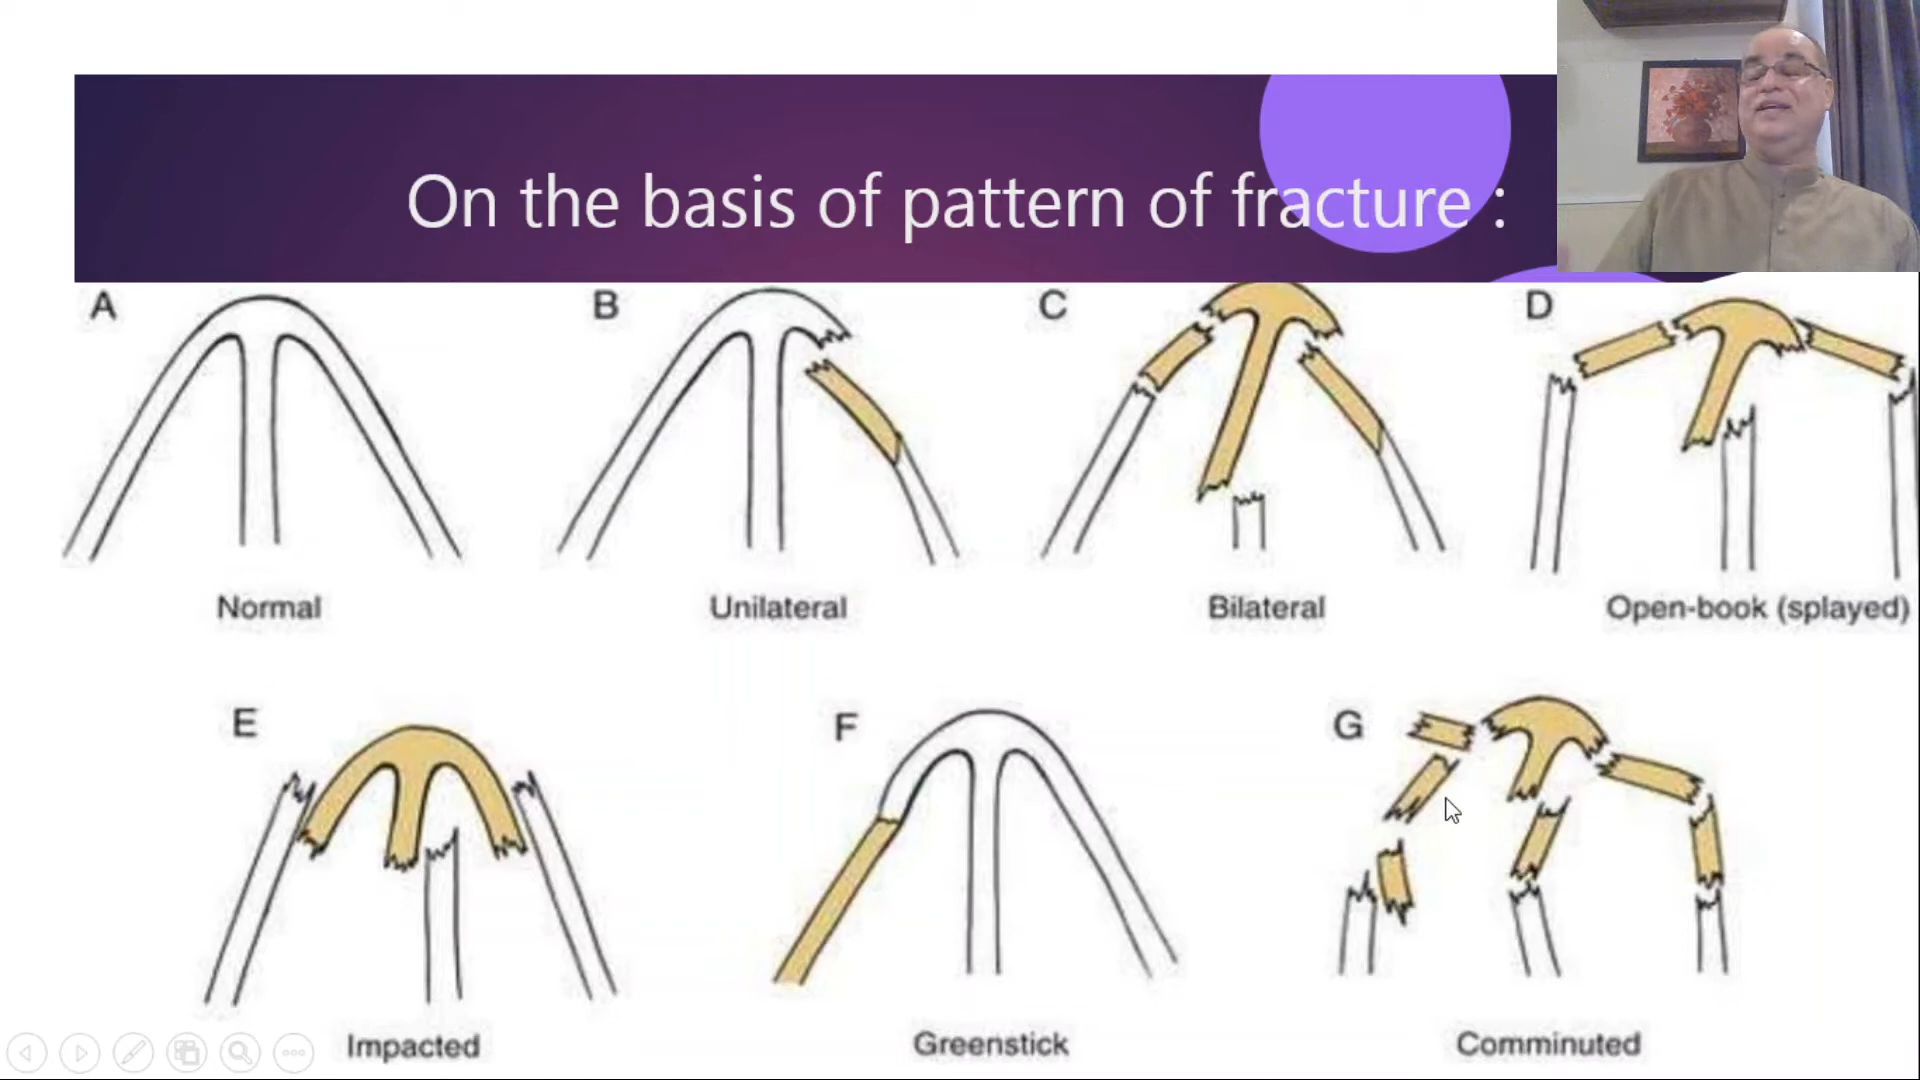 On the basis of pattern of fracture :
A
B
C
D
Normal
Unilateral
Bilateral
Open-book (splayed)
E
F
G
Impacted
Greenstick
Comminuted